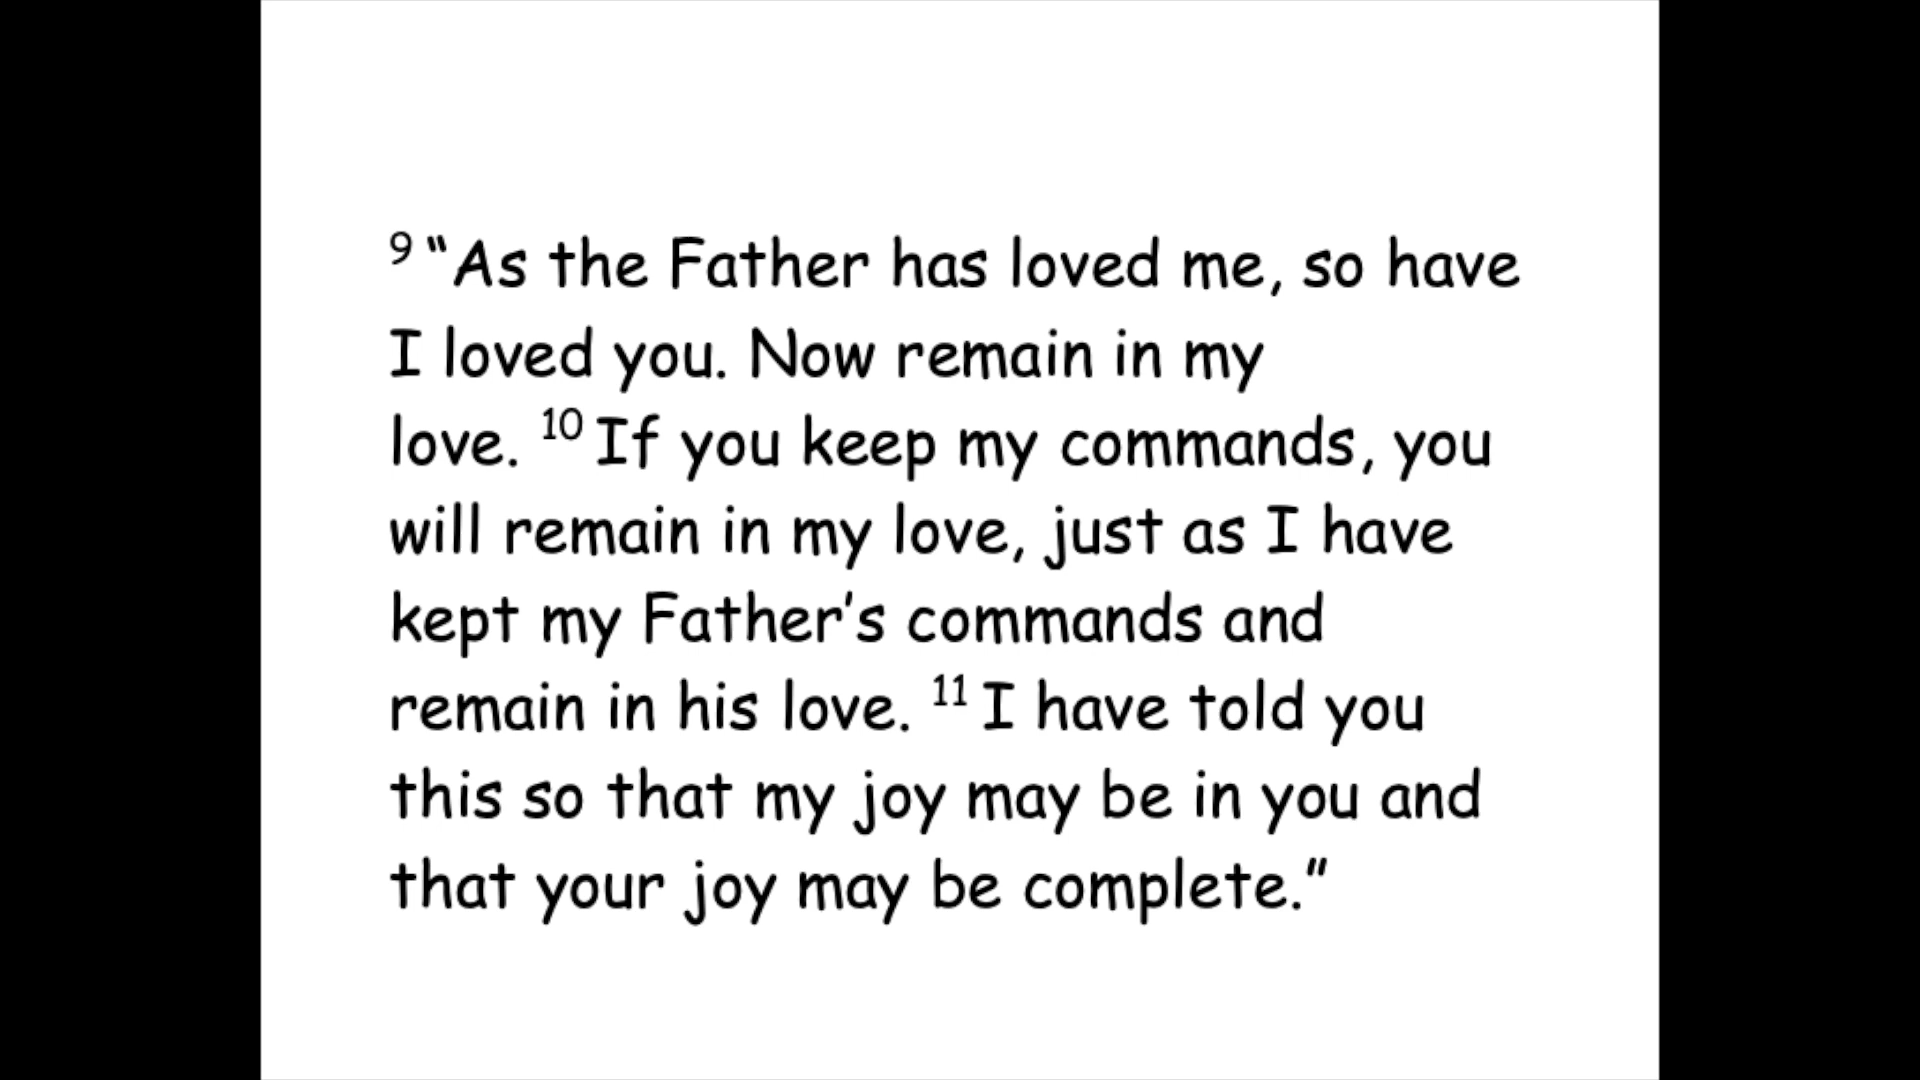 ⁹ “As the Father has loved me, so have
I loved you. Now remain in my
love. ¹⁰ If you keep my commands, you
will remain in my love, just as I have
kept my Father’s commands and
remain in his love. ¹¹ I have told you
this so that my joy may be in you and
that your joy may be complete.”